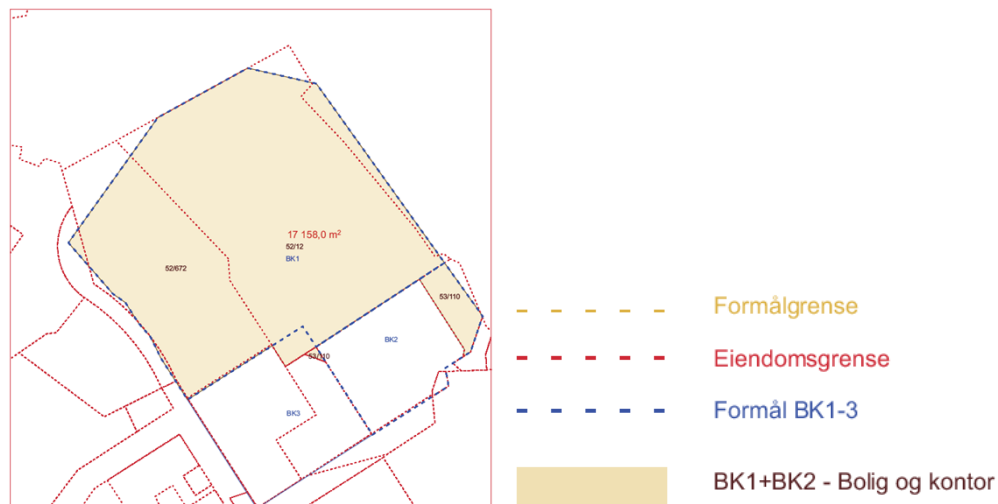 17 158,0 m²
52/12
BK1
52/672
53/110
BK2
53/110
BK3
Formålgrense
Eiendomsgrense
Formål BK1-3
BK1+BK2 - Bolig og kontor